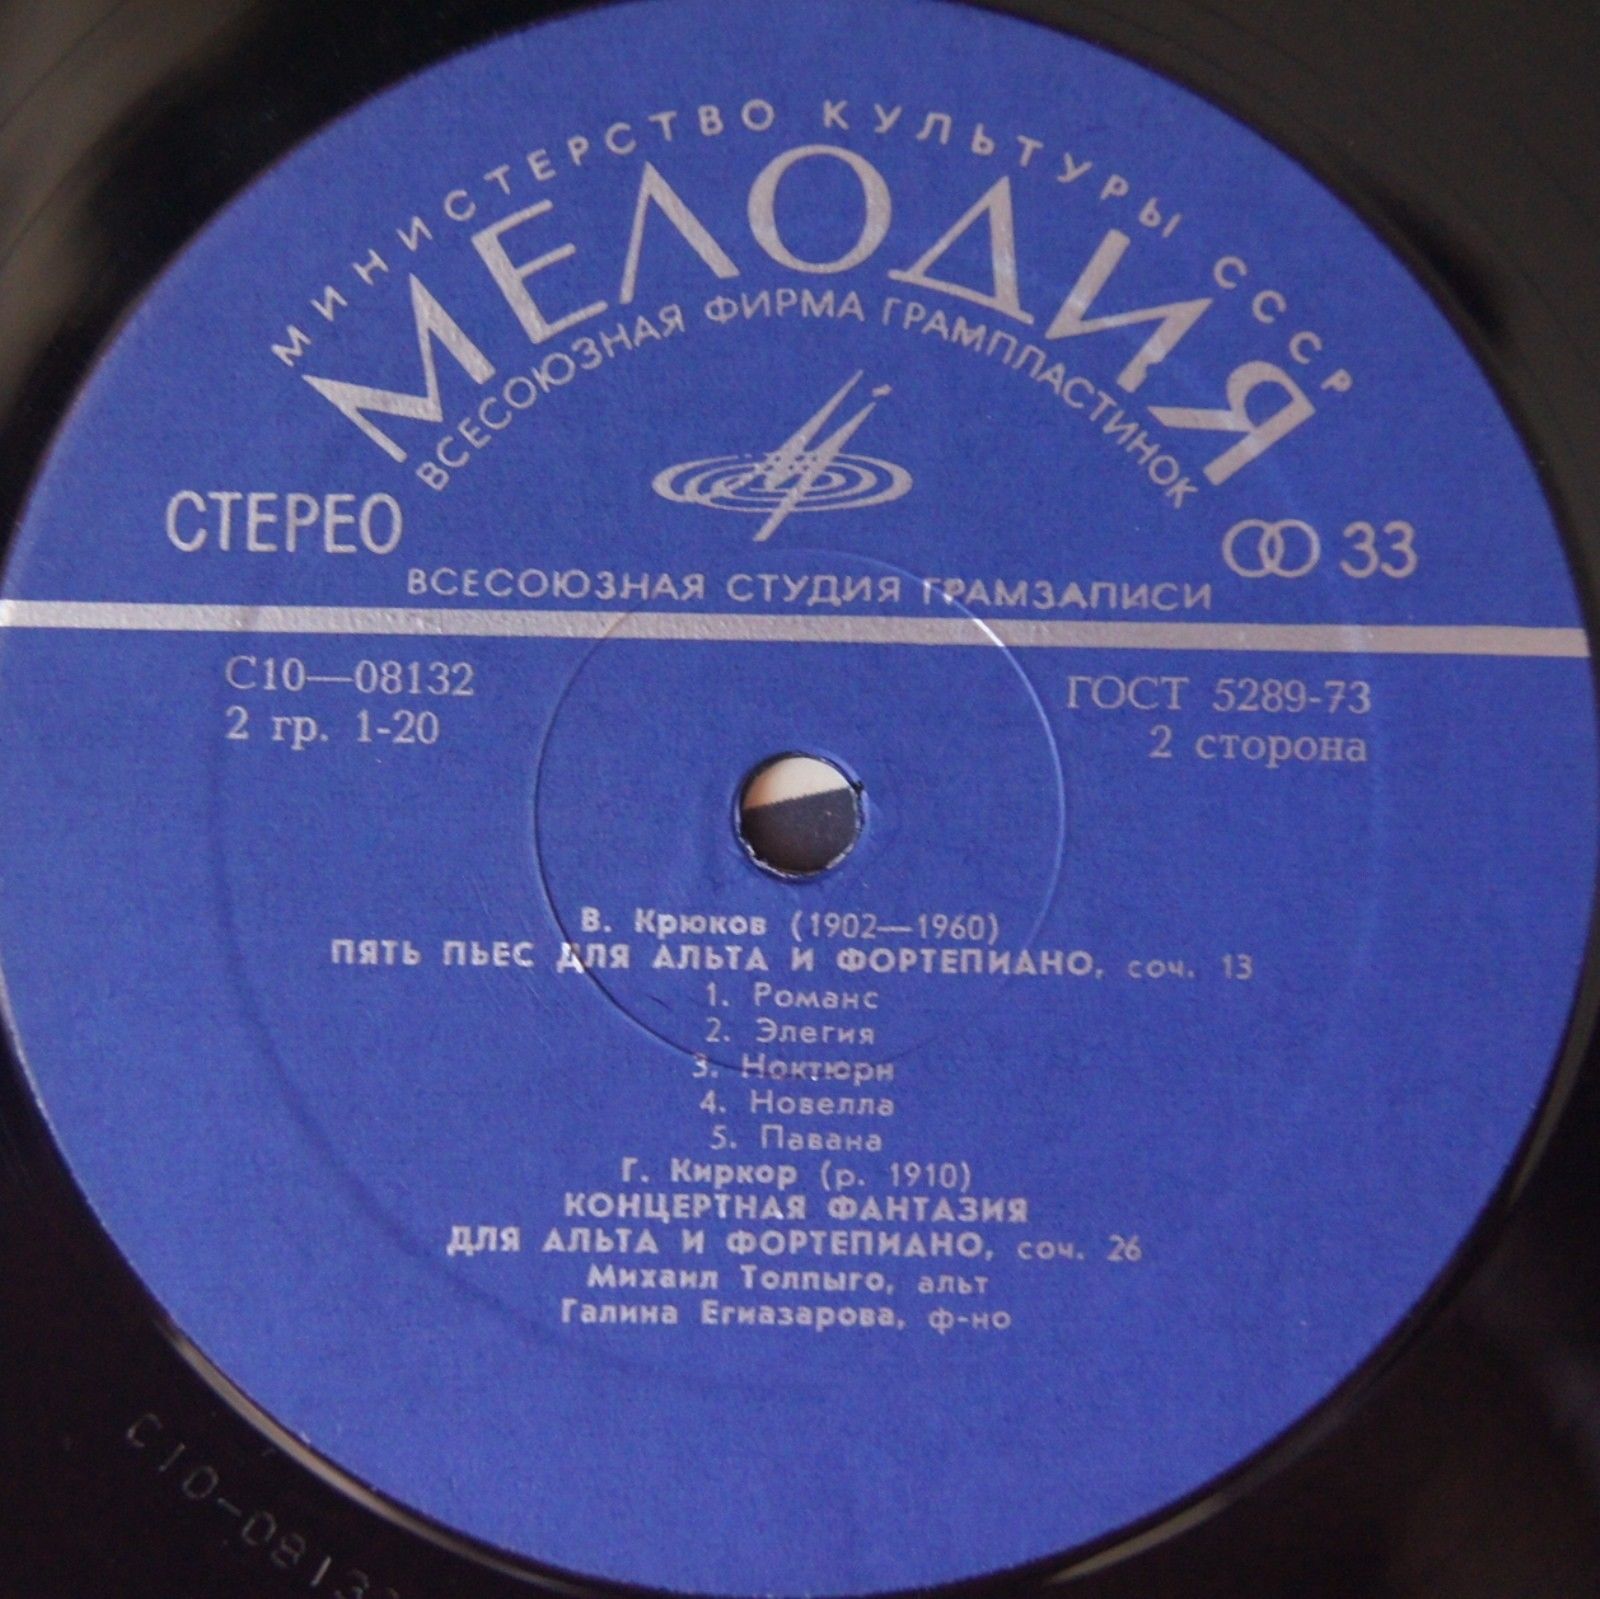 МИНИСТЕРСТВО КУЛЬТУРЫ СССР
МЕЛОДИЯ
ВСЕСОЮЗНАЯ ФИРМА ГРАМПЛАСТИНОК
СТЕРЕО
33
ВСЕСОЮЗНАЯ СТУДИЯ ГРАМЗАПИСИ
С10—08132
2 гр. 1-20
ГОСТ 5289-73
2 сторона
В. Крюков (1902—1960)
ПЯТЬ ПЬЕС ДЛЯ АЛЬТА И ФОРТЕПИАНО, соч. 13
1. Романс
2. Элегия
3. Ноктюрн
4. Новелла
5. Павана
Г. Киркор (р. 1910)
КОНЦЕРТНАЯ ФАНТАЗИЯ
ДЛЯ АЛЬТА И ФОРТЕПИАНО, соч. 26
Михаил Толпыго, альт
Галина Егиазарова, ф-но